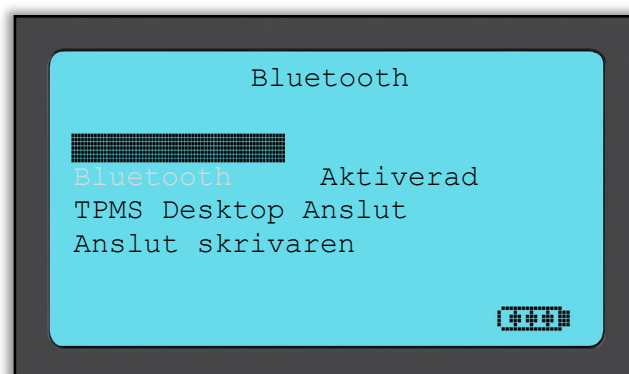 Bluetooth
Bluetooth Aktiverad
TPMS Desktop Anslut
Anslut skrivaren